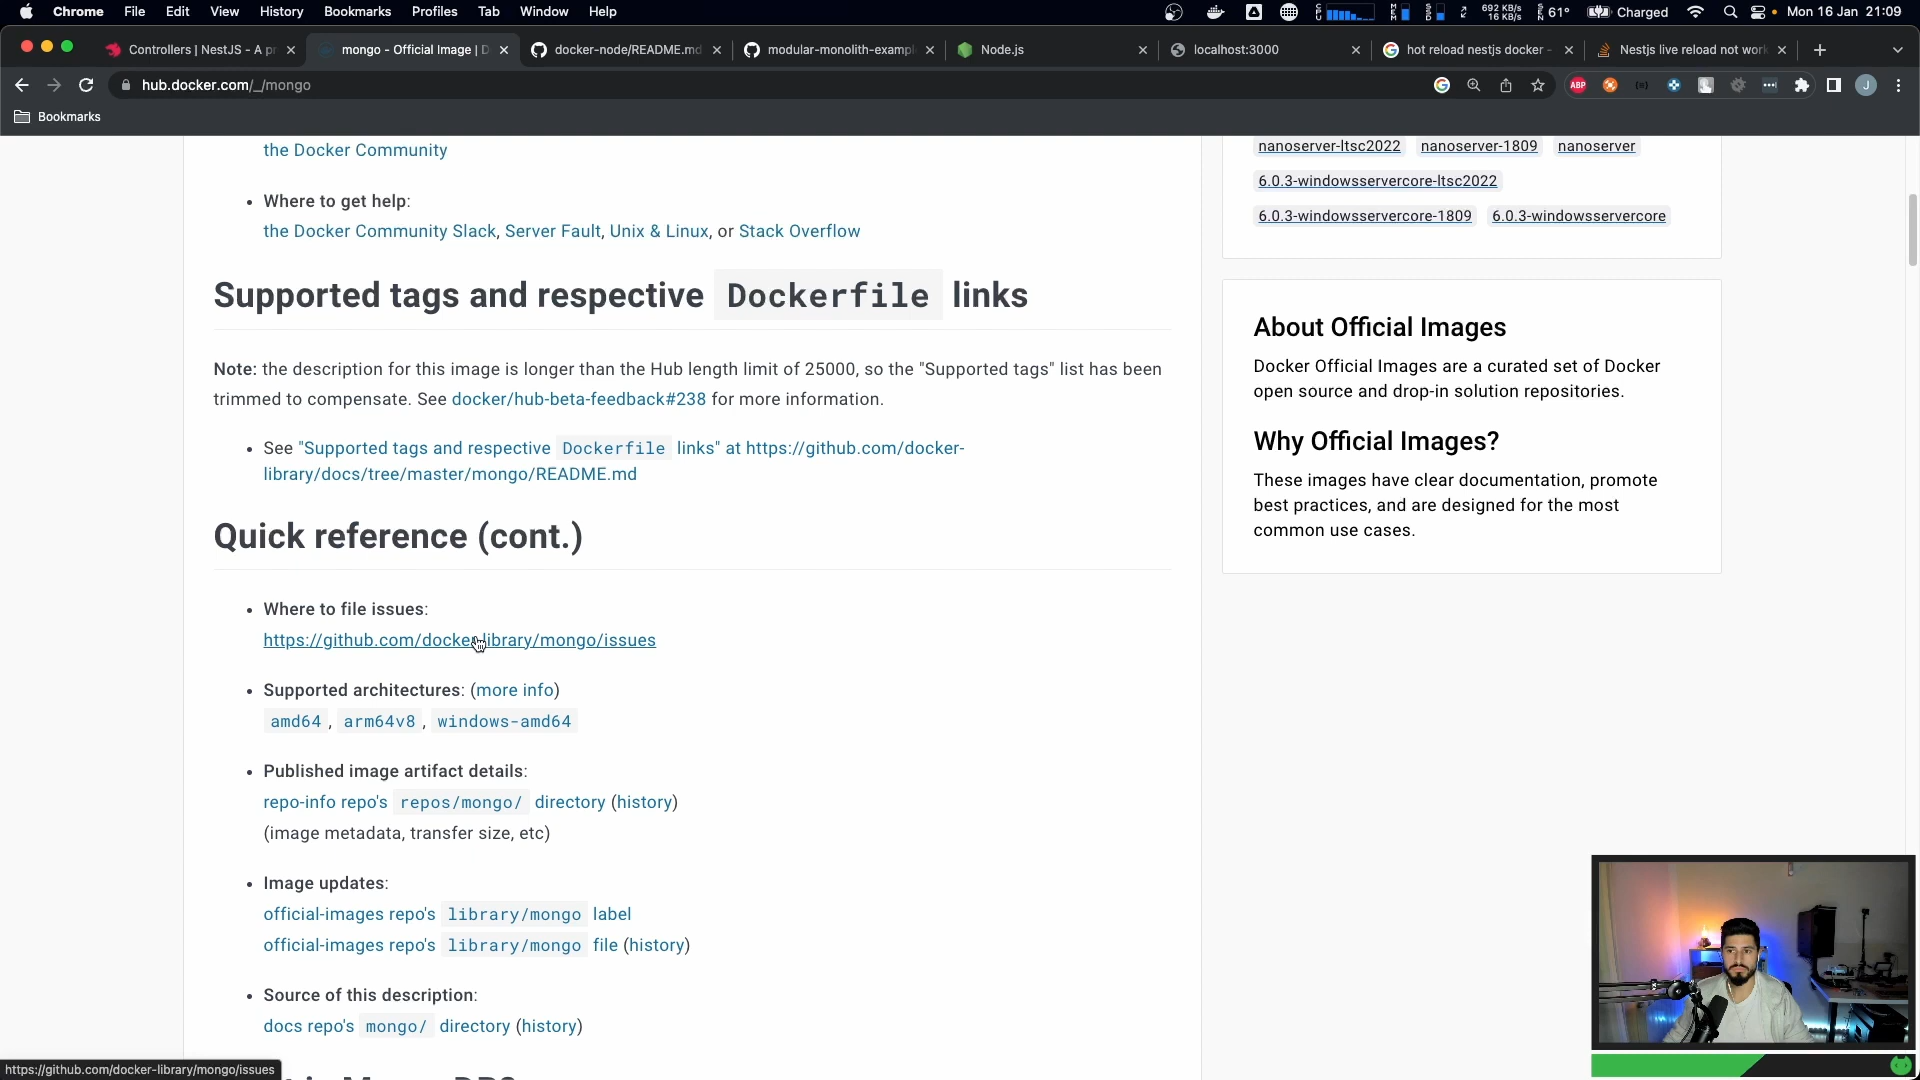 Chrome File Edit View History Bookmarks Profiles Tab Window Help
692 KB/s
16 KB/s
61° Charged Mon 16 Jan 21:09
Controllers | NestJS - A pr
mongo - Official Image | D
docker-node/README.md
modular-monolith-exampl
Node.js
localhost:3000
hot reload nestjs docker -
Nestjs live reload not work
hub.docker.com/_/mongo
ABP
J
Bookmarks
the Docker Community
• Where to get help:
the Docker Community Slack, Server Fault, Unix & Linux, or Stack Overflow
Supported tags and respective Dockerfile links
Note: the description for this image is longer than the Hub length limit of 25000, so the "Supported tags" list has been
trimmed to compensate. See docker/hub-beta-feedback#238 for more information.
• See "Supported tags and respective Dockerfile links" at https://github.com/docker-
library/docs/tree/master/mongo/README.md
Quick reference (cont.)
• Where to file issues:
https://github.com/docker-library/mongo/issues
• Supported architectures: (more info)
amd64 , arm64v8 , windows-amd64
• Published image artifact details:
repo-info repo's repos/mongo/ directory (history)
(image metadata, transfer size, etc)
• Image updates:
official-images repo's library/mongo label
official-images repo's library/mongo file (history)
• Source of this description:
docs repo's mongo/ directory (history)
nanoserver-ltsc2022 nanoserver-1809 nanoserver
6.0.3-windowsservercore-ltsc2022
6.0.3-windowsservercore-1809 6.0.3-windowsservercore
About Official Images
Docker Official Images are a curated set of Docker
open source and drop-in solution repositories.
Why Official Images?
These images have clear documentation, promote
best practices, and are designed for the most
common use cases.
https://github.com/docker-library/mongo/issues